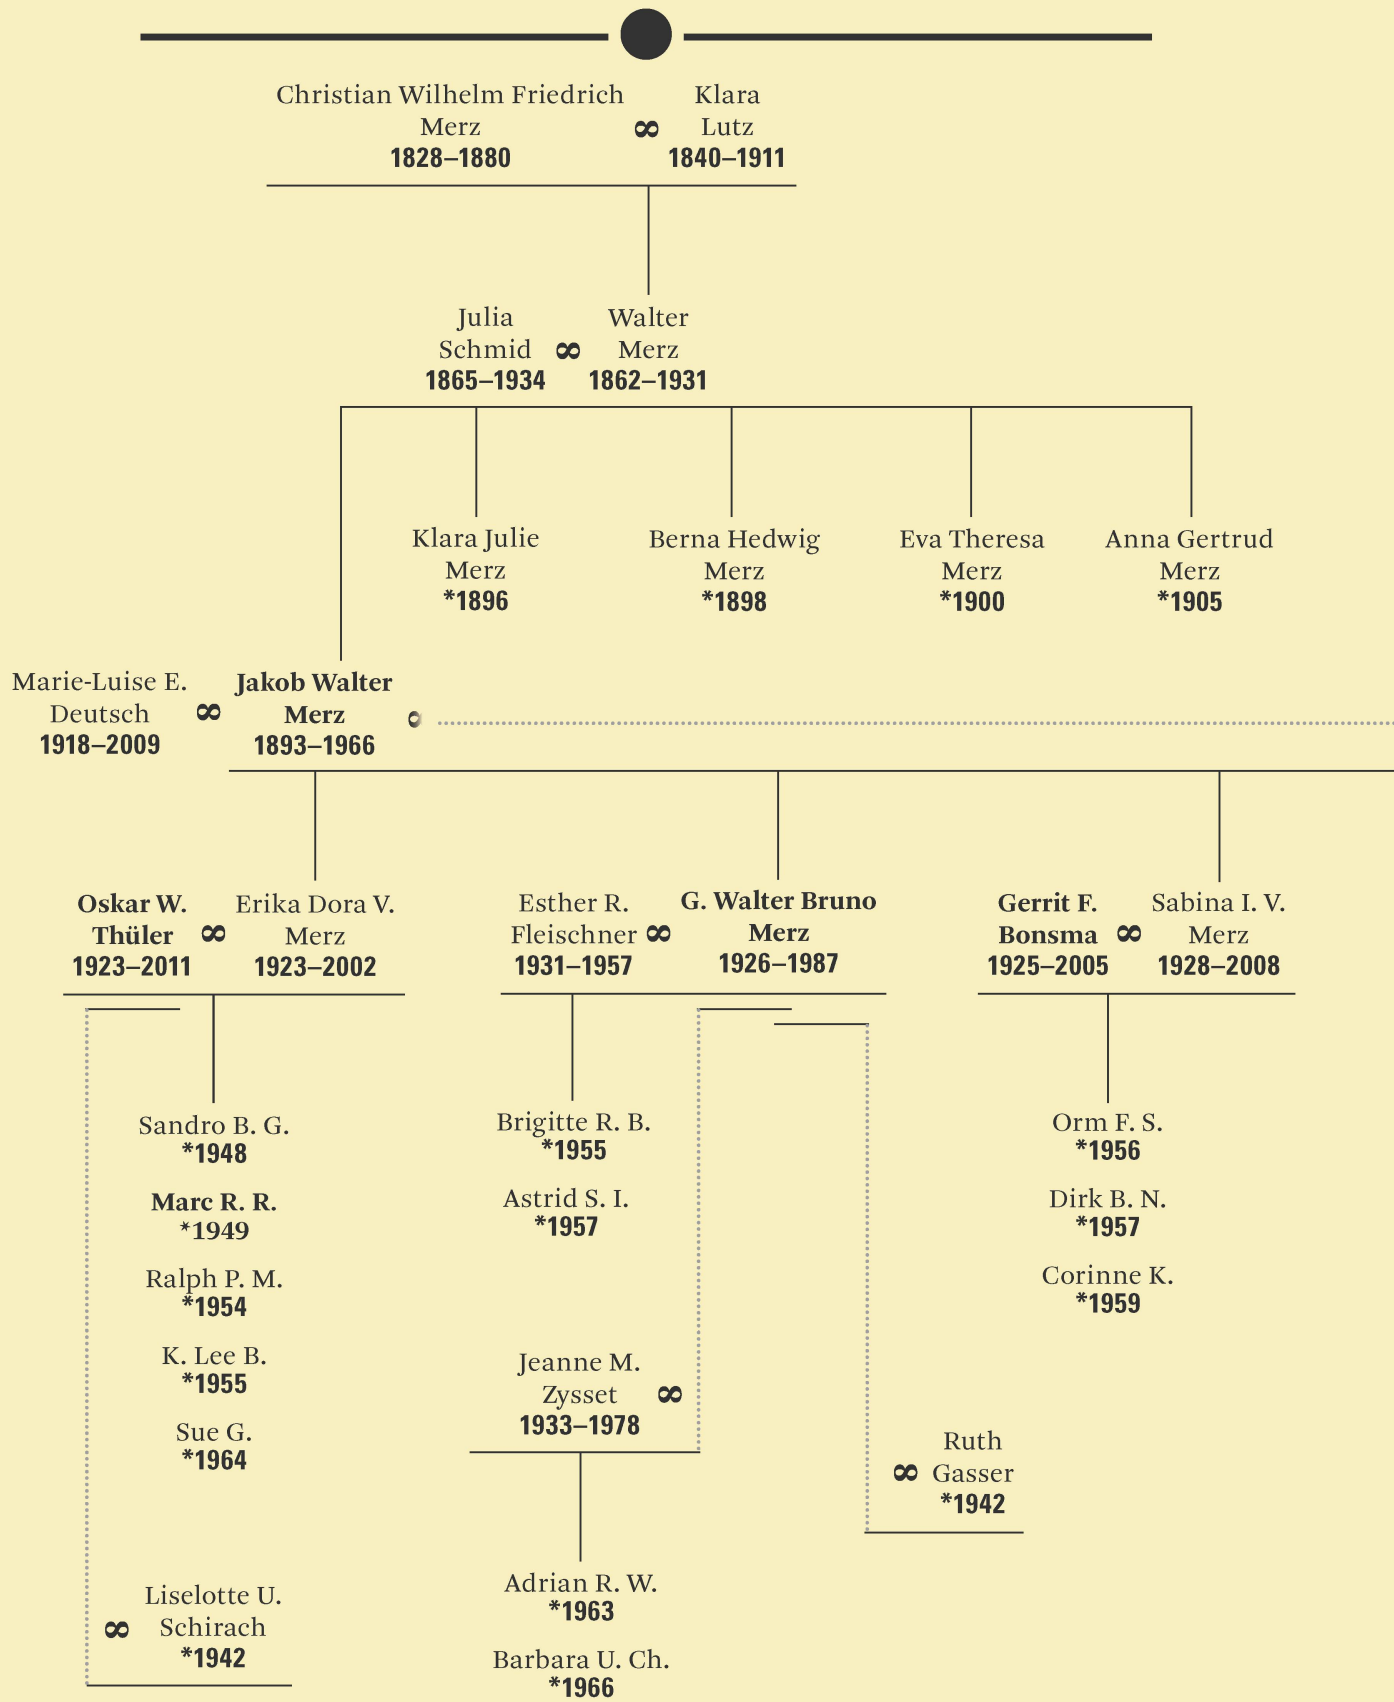 Christian Wilhelm Friedrich
Merz
1828–1880
∞
Klara
Lutz
1840–1911
Julia
Schmid
1865–1934
∞
Walter
Merz
1862–1931
Klara Julie
Merz
*1896
Berna Hedwig
Merz
*1898
Eva Theresa
Merz
*1900
Anna Gertrud
Merz
*1905
Marie-Luise E.
Deutsch
1918–2009
∞
Jakob Walter
Merz
1893–1966
Oskar W.
Thüler
1923–2011
∞
Erika Dora V.
Merz
1923–2002
Esther R.
Fleischner
1931–1957
∞
G. Walter Bruno
Merz
1926–1987
Gerrit F.
Bonsma
1925–2005
∞
Sabina I. V.
Merz
1928–2008
Sandro B. G.
*1948
Marc R. R.
*1949
Ralph P. M.
*1954
K. Lee B.
*1955
Sue G.
*1964
∞
Liselotte U.
Schirach
*1942
Brigitte R. B.
*1955
Astrid S. I.
*1957
Jeanne M.
Zysset
1933–1978
∞
Adrian R. W.
*1963
Barbara U. Ch.
*1966
∞
Ruth
Gasser
*1942
Orm F. S.
*1956
Dirk B. N.
*1957
Corinne K.
*1959